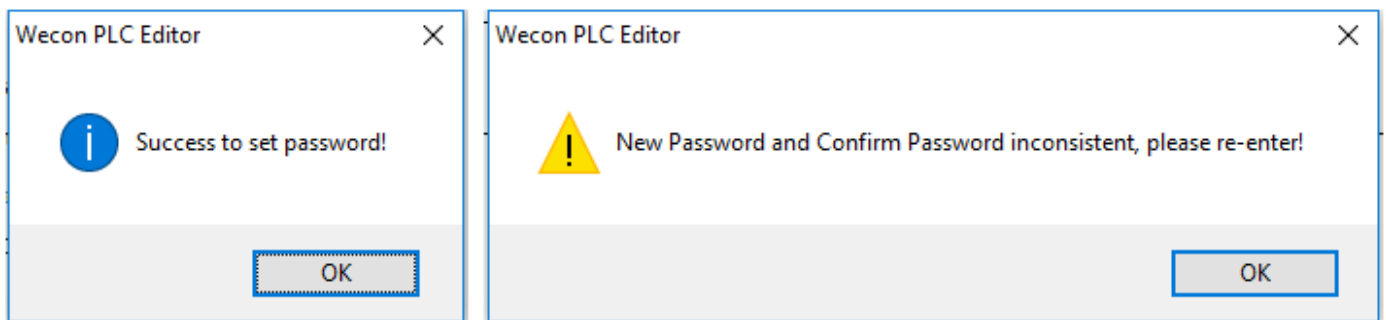 Wecon PLC Editor
Success to set password!
OK
Wecon PLC Editor
New Password and Confirm Password inconsistent, please re-enter!
OK